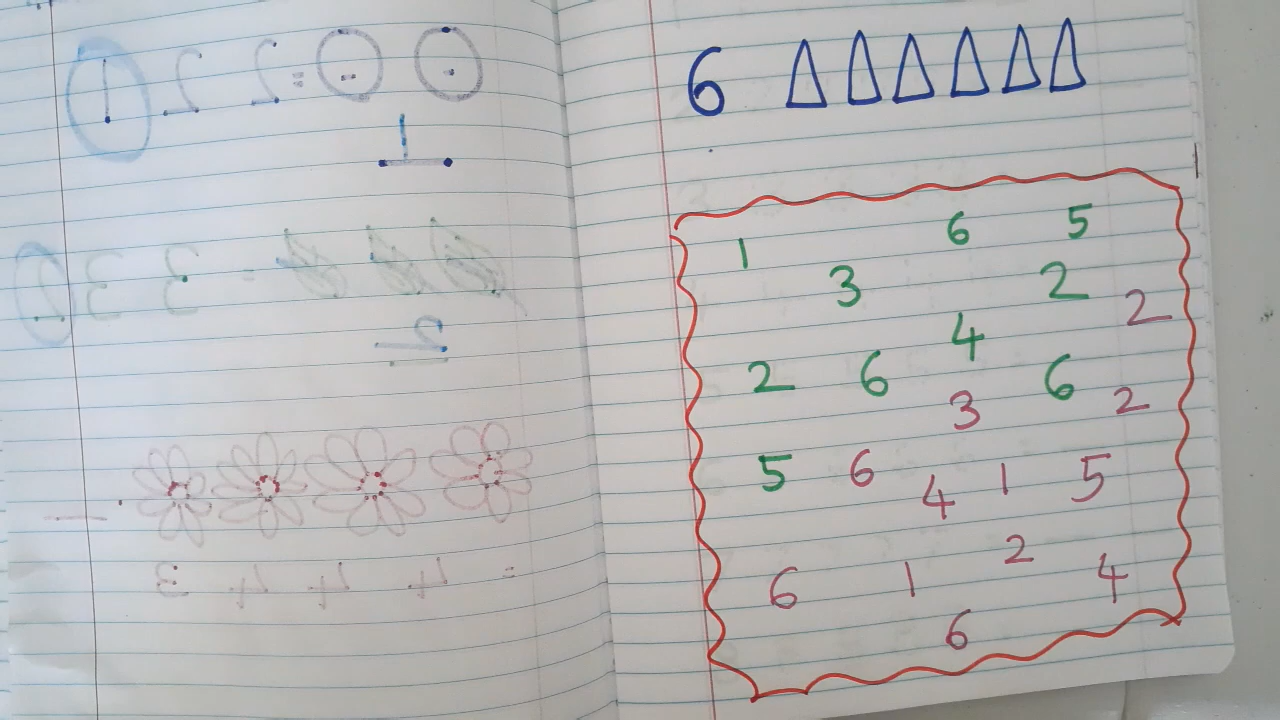 6
1 6 5
3 2 2
4
2 6 6
3 2
5 6 4 1 5
2
6 1 4
6